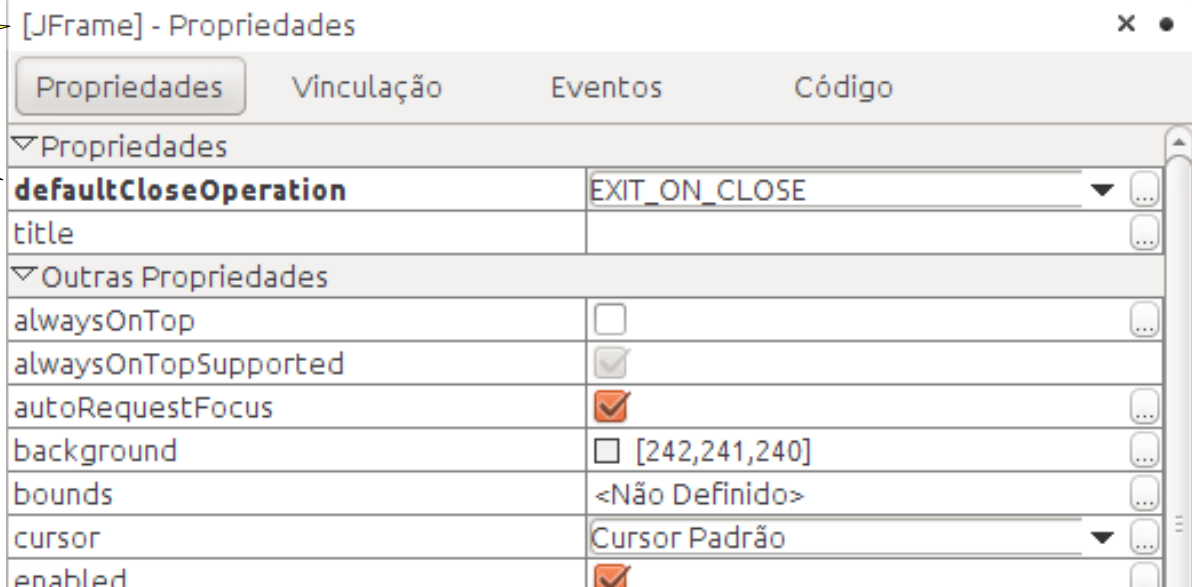 [JFrame] - Propriedades
Propriedades Vinculação Eventos Código
Propriedades
defaultCloseOperation EXIT_ON_CLOSE ...
title ...
Outras Propriedades
alwaysOnTop ...
alwaysOnTopSupported
autoRequestFocus ...
background [242,241,240] ...
bounds <Não Definido> ...
cursor Cursor Padrão ...
enabled